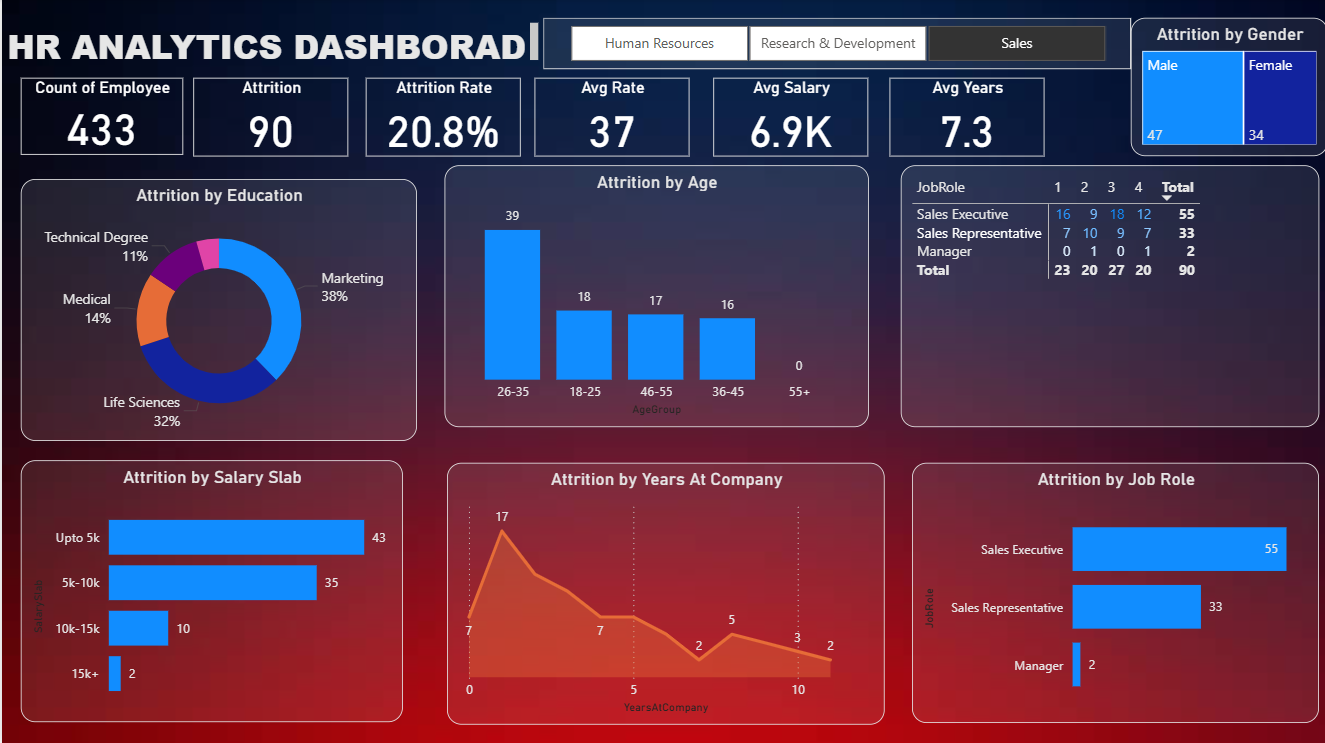 HR ANALYTICS DASHBORAD
Human Resources
Research & Development
Sales
Attrition by Gender
Male
Female
47
34
Count of Employee
433
Attrition
90
Attrition Rate
20.8%
Avg Rate
37
Avg Salary
6.9K
Avg Years
7.3
Attrition by Education
Technical Degree
11%
Medical
14%
Marketing
38%
Life Sciences
32%
Attrition by Age
39
18
17
16
0
26-35
18-25
46-55
36-45
55+
AgeGroup
JobRole 1 2 3 4 Total
Sales Executive 16 9 18 12 55
Sales Representative 7 10 9 7 33
Manager 0 1 0 1 2
Total 23 20 27 20 90
Attrition by Salary Slab
SalarySlab
Upto 5k 43
5k-10k 35
10k-15k 10
15k+ 2
Attrition by Years At Company
17
7
7
2
5
3
2
0
5
10
YearsAtCompany
Attrition by Job Role
JobRole
Sales Executive 55
Sales Representative 33
Manager 2